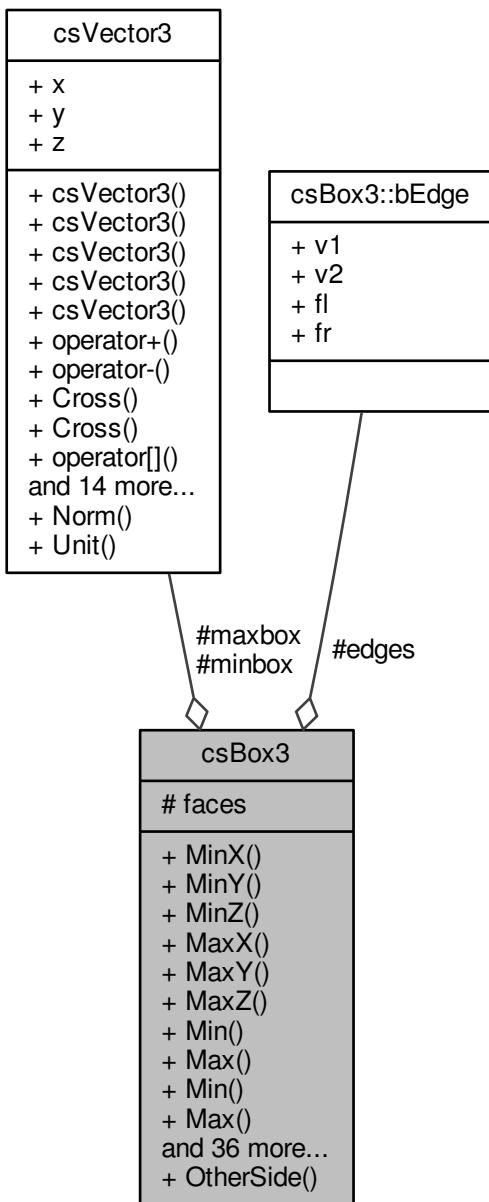 csVector3
+ x
+ y
+ z
+ csVector3()
+ csVector3()
+ csVector3()
+ csVector3()
+ csVector3()
+ operator+()
+ operator-()
+ Cross()
+ Cross()
+ operator[]()
and 14 more...
+ Norm()
+ Unit()
csBox3::bEdge
+ v1
+ v2
+ fl
+ fr
#maxbox
#minbox
#edges
csBox3
# faces
+ MinX()
+ MinY()
+ MinZ()
+ MaxX()
+ MaxY()
+ MaxZ()
+ Min()
+ Max()
+ Min()
+ Max()
and 36 more...
+ OtherSide()